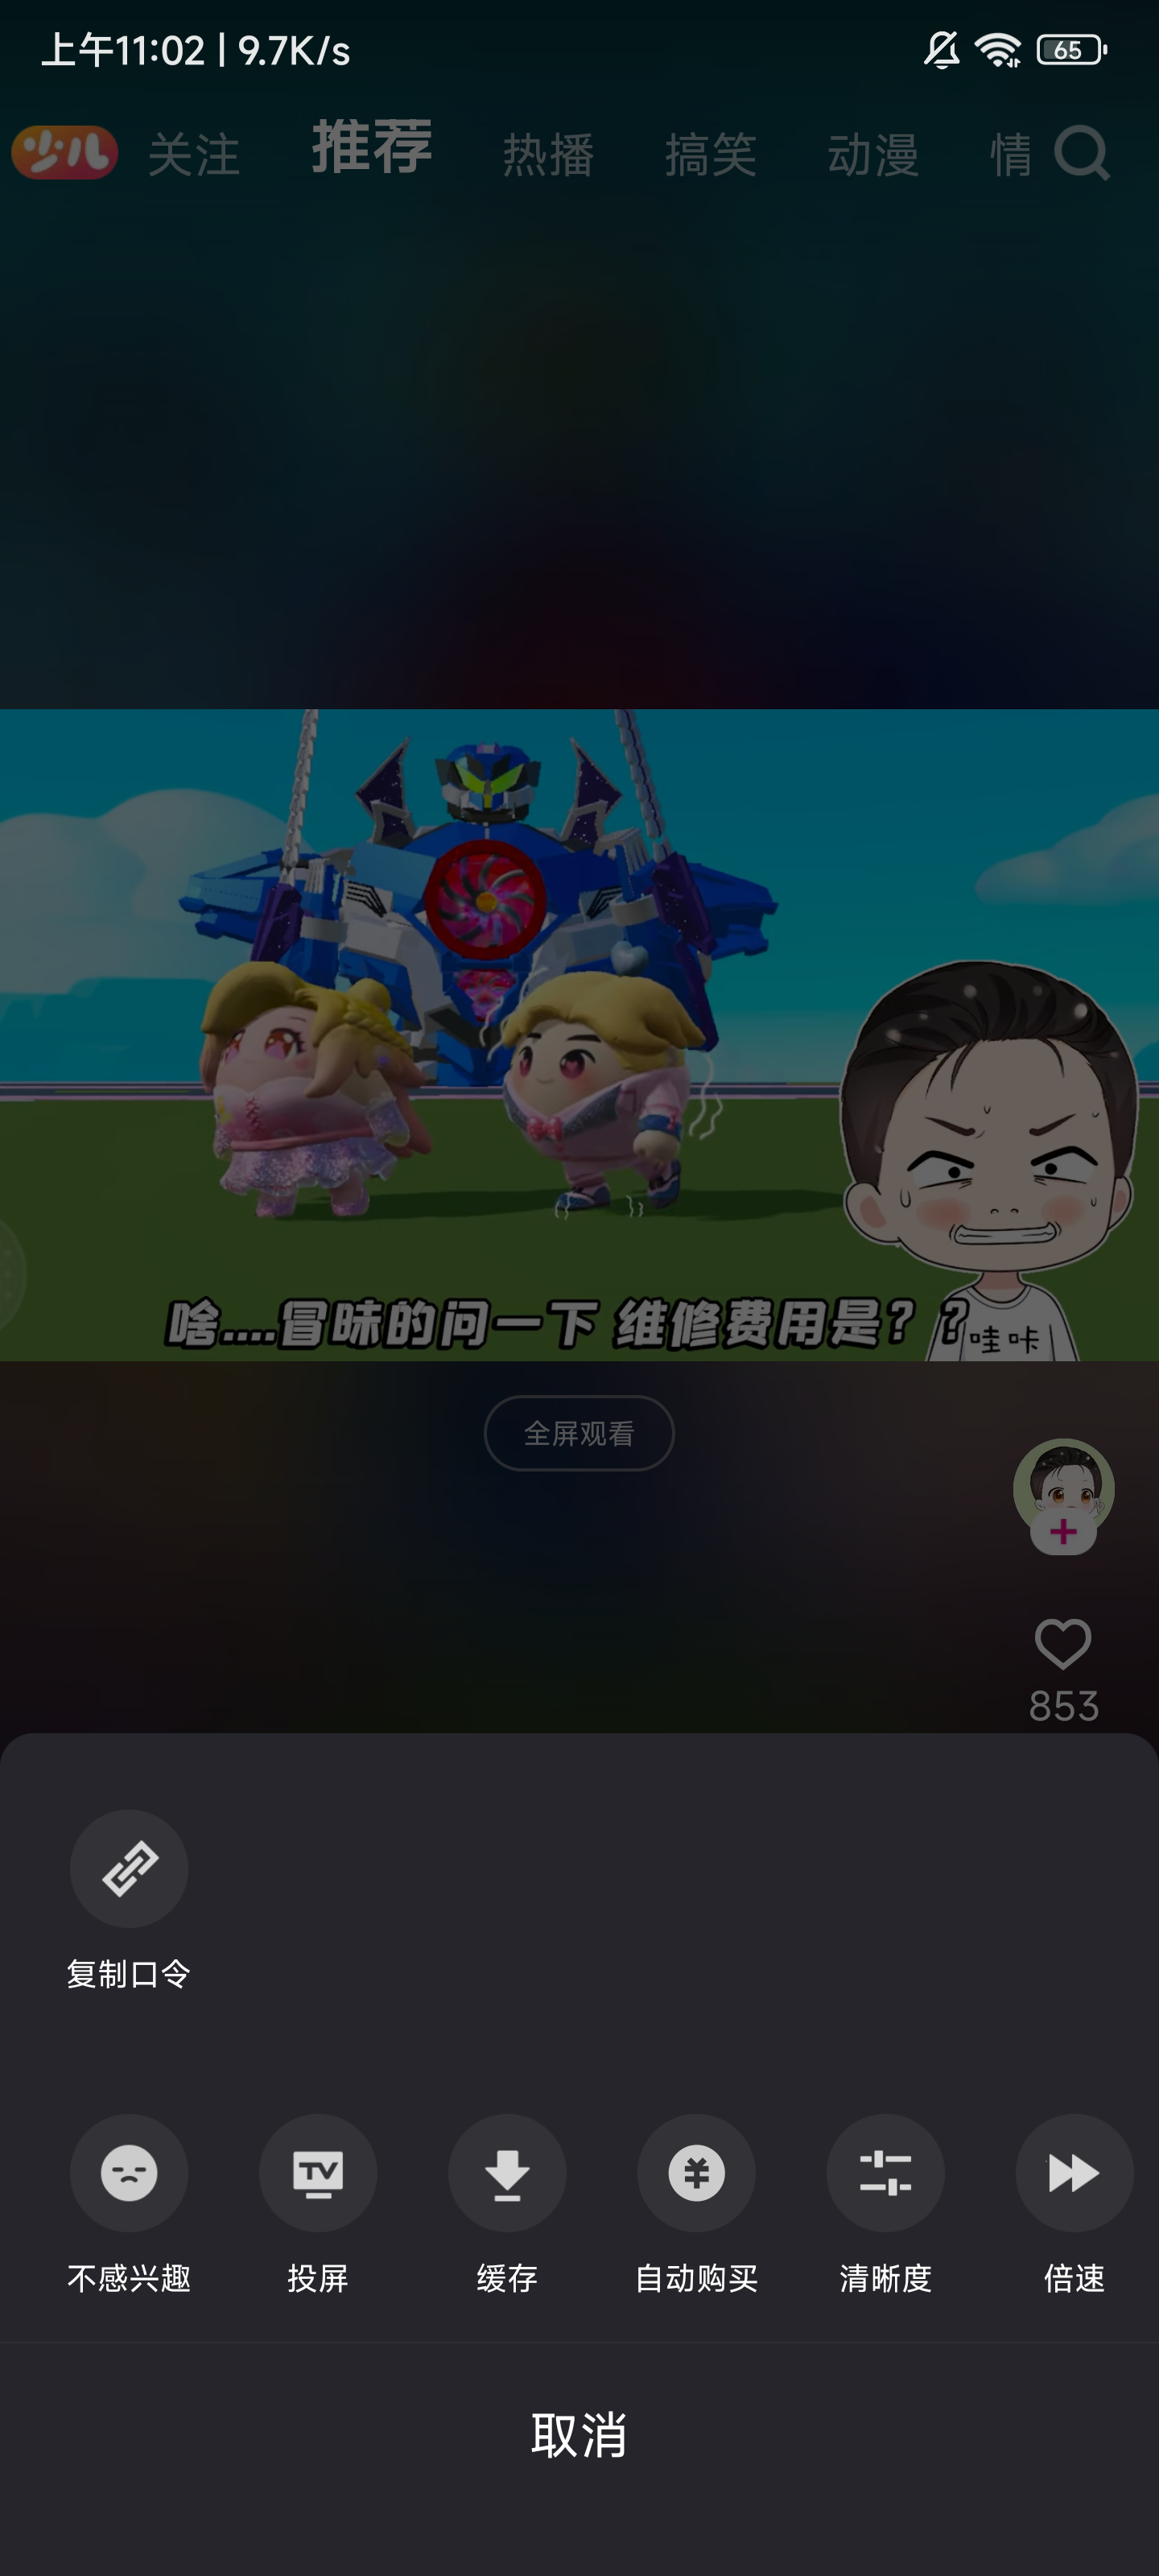 上午11:02 | 9.7K/s
65
少儿 关注 推荐 热播 搞笑 动漫 情
啥....冒昧的问一下 维修费用是？？
哇咔
全屏观看
853
复制口令
TV
不感兴趣 投屏 缓存 自动购买 清晰度 倍速
取消